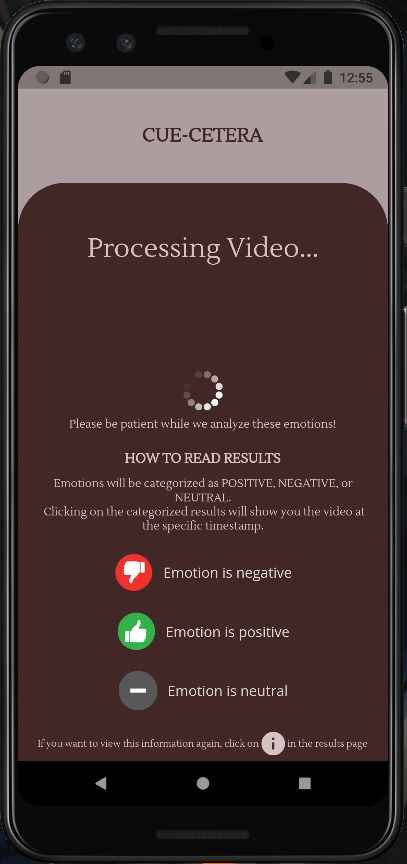 12:55
CUE-CETERA
Processing Video...
Please be patient while we analyze these emotions!
HOW TO READ RESULTS
Emotions will be categorized as POSITIVE, NEGATIVE, or
NEUTRAL.
Clicking on the categorized results will show you the video at
the specific timestamp.
Emotion is negative
Emotion is positive
Emotion is neutral
If you want to view this information again, click on i in the results page